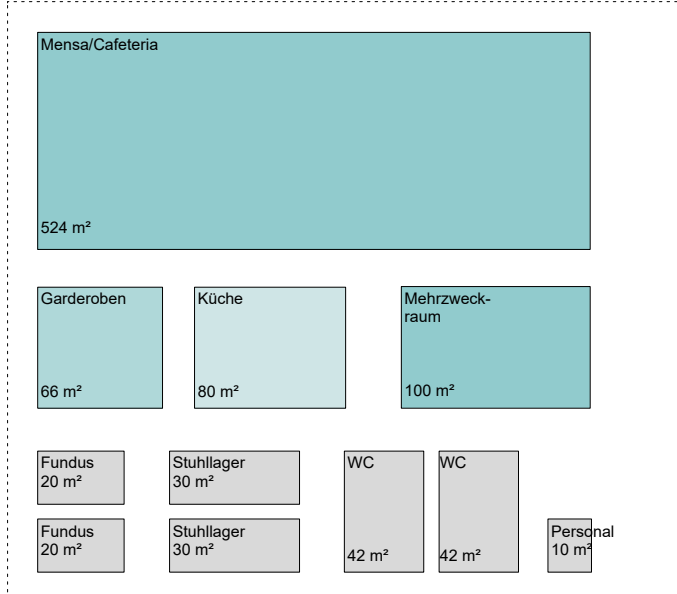 Mensa/Cafeteria
524 m²
Garderoben
66 m²
Küche
80 m²
Mehrzweck-
raum
100 m²
Fundus
20 m²
Stuhllager
30 m²
WC
42 m²
WC
42 m²
Fundus
20 m²
Stuhllager
30 m²
Personal
10 m²